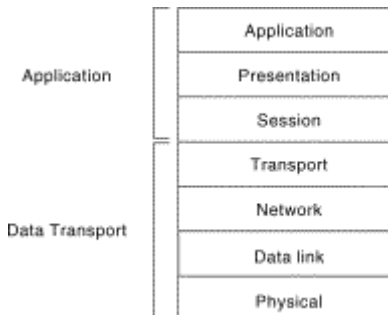 Application
Application
Presentation
Session
Data Transport
Transport
Network
Data link
Physical